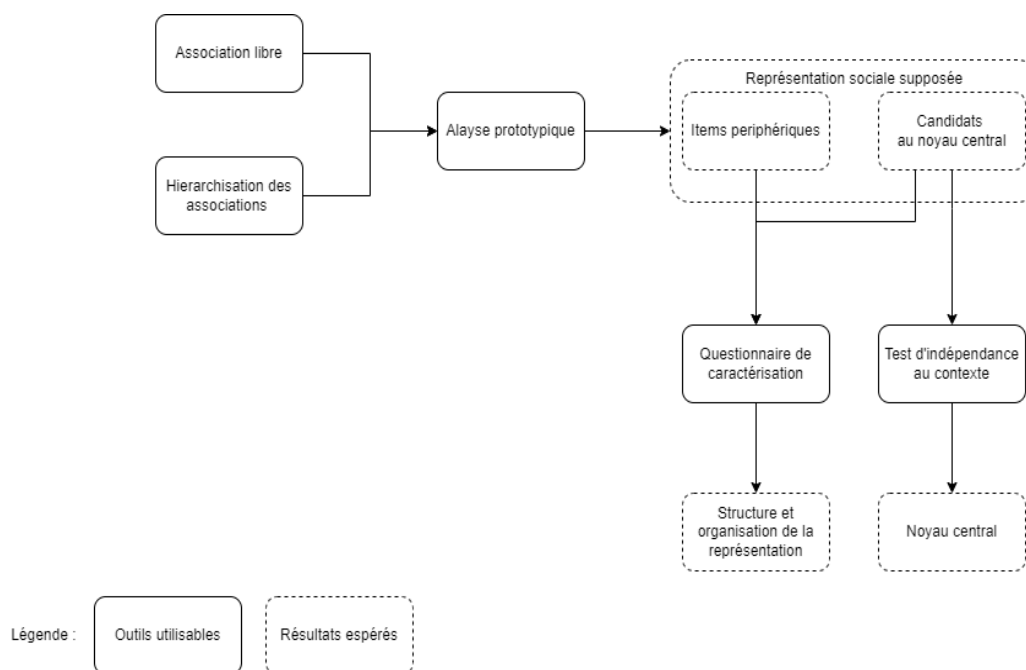 Association libre
Hierarchisation des
associations
Alayse prototypique
Représentation sociale supposée
Items periphériques
Candidats
au noyau central
Questionnaire de
caractérisation
Test d'indépendance
au contexte
Structure et
organisation de la
représentation
Noyau central
Légende :
Outils utilisables
Résultats espérés